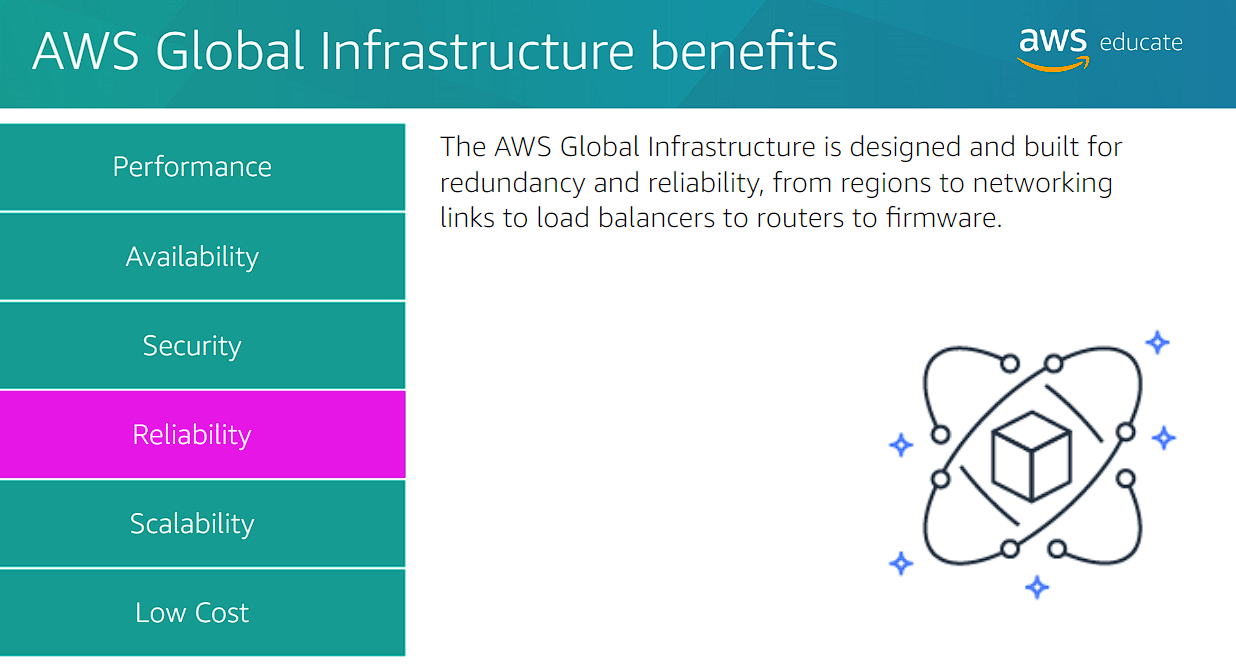 AWS Global Infrastructure benefits
aws educate
Performance
Availability
Security
Reliability
Scalability
Low Cost
The AWS Global Infrastructure is designed and built for
redundancy and reliability, from regions to networking
links to load balancers to routers to firmware.